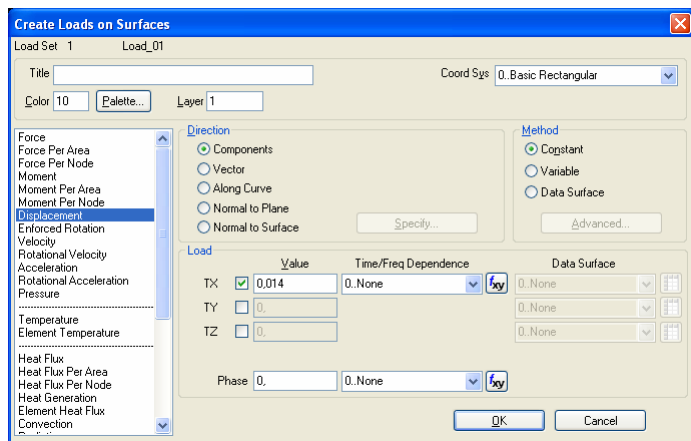 Create Loads on Surfaces
Load Set 1 Load_01
Title Coord Sys 0..Basic Rectangular
Color 10 Palette... Layer 1
Force
Force Per Area
Force Per Node
Moment
Moment Per Area
Moment Per Node
Displacement
Enforced Rotation
Velocity
Rotational Velocity
Acceleration
Rotational Acceleration
Pressure
Temperature
Element Temperature
Heat Flux
Heat Flux Per Area
Heat Flux Per Node
Heat Generation
Element Heat Flux
Convection
Direction
Components
Vector
Along Curve
Normal to Plane
Normal to Surface Specify...
Method
Constant
Variable
Data Surface
Advanced...
Load
Value Time/Freq Dependence Data Surface
TX 0,014 0..None fxy 0..None
TY 0, 0..None
TZ 0, 0..None
Phase 0, 0..None fxy
OK Cancel